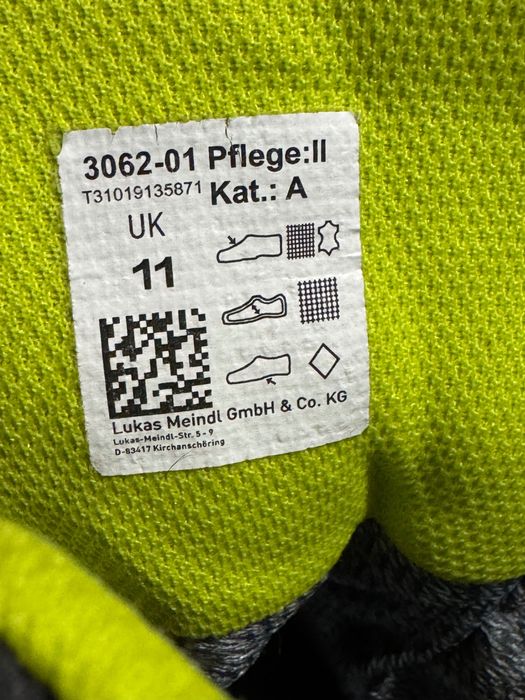 3062-01 Pflege:II
T31019135871 Kat.: A
UK
11
Lukas Meindl GmbH & Co. KG
Lukas-Meindl-Str. 5 - 9
D-83417 Kirchanschöring